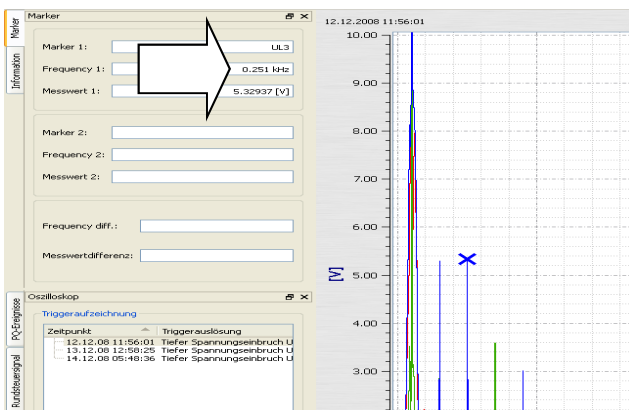 Marker
Marker
Information
Marker 1: UL3
Frequency 1: 0.251 kHz
Messwert 1: 5.32937 [V]
Marker 2:
Frequency 2:
Messwert 2:
Frequency diff.:
Messwertdifferenz:
Oszilloskop
PQ-Ereignisse
Rundsteuersignal
Triggeraufzeichnung
Zeitpunkt Triggerauslösung
12.12.08 11:56:01 Tiefer Spannungseinbruch U
13.12.08 12:58:25 Tiefer Spannungseinbruch U
14.12.08 05:48:36 Tiefer Spannungseinbruch U
12.12.2008 11:56:01
10.00
9.00
8.00
7.00
6.00
[V]
5.00
4.00
3.00